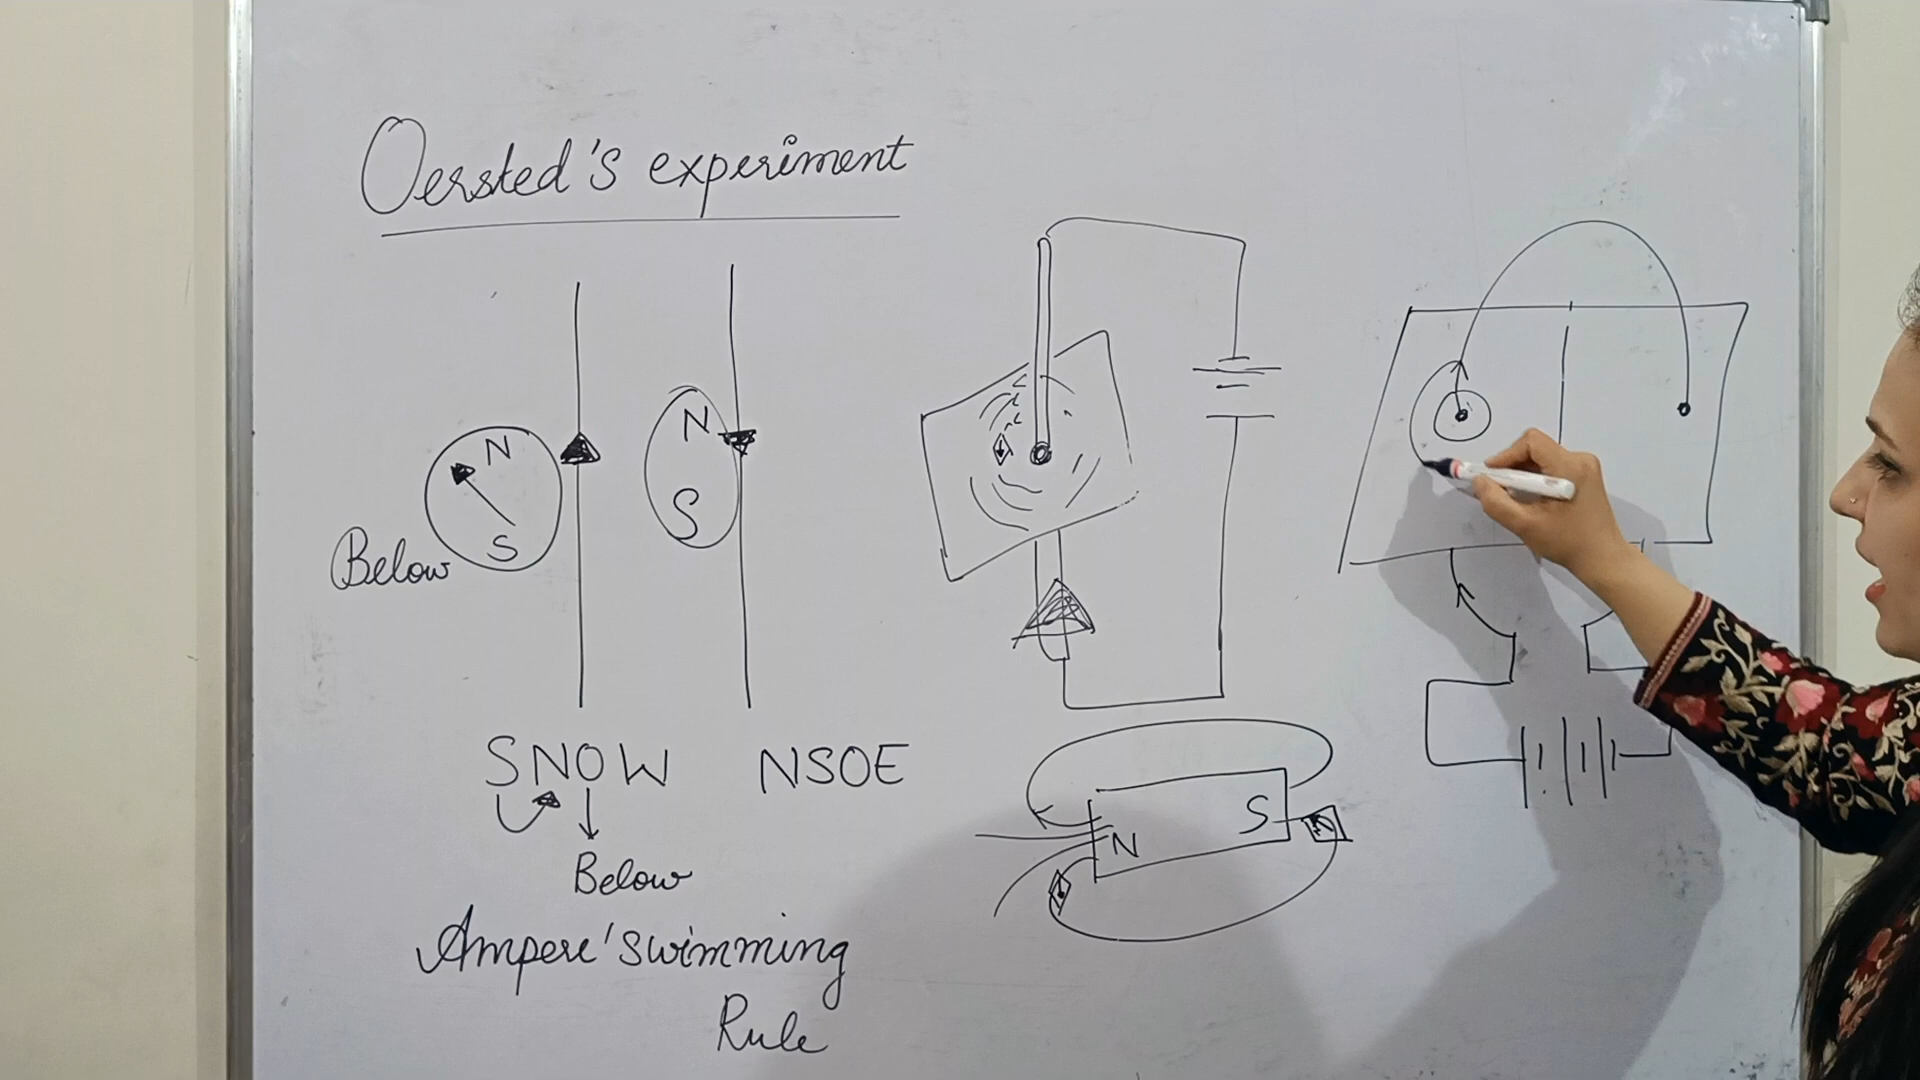 Oersted's experiment
N
S
N
S
Below
SNOW
NSOE
Below
Ampere'swimming
Rule
N
S